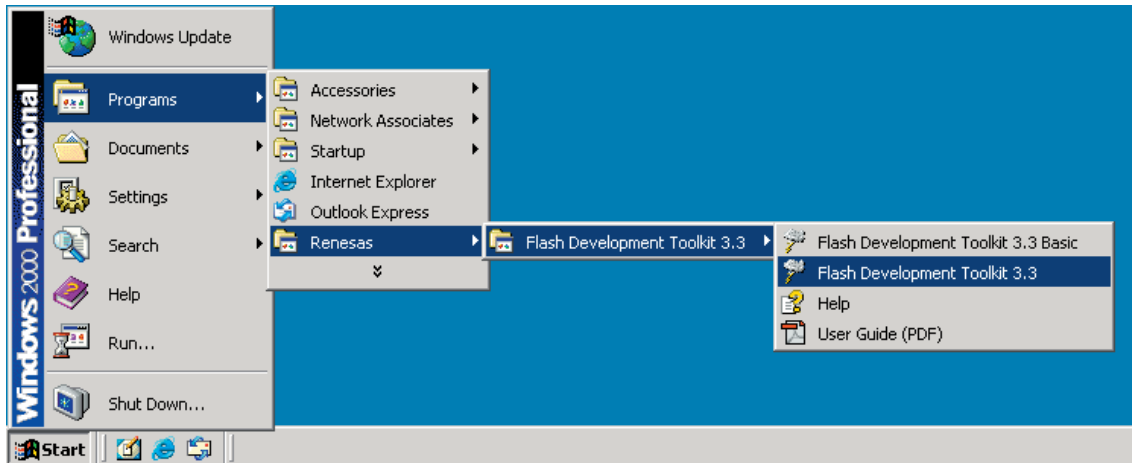 Windows 2000 Professional
Windows Update
Programs
Documents
Settings
Search
Help
Run...
Shut Down...
Accessories
Network Associates
Startup
Internet Explorer
Outlook Express
Renesas
Flash Development Toolkit 3.3
Flash Development Toolkit 3.3 Basic
Flash Development Toolkit 3.3
Help
User Guide (PDF)
Start